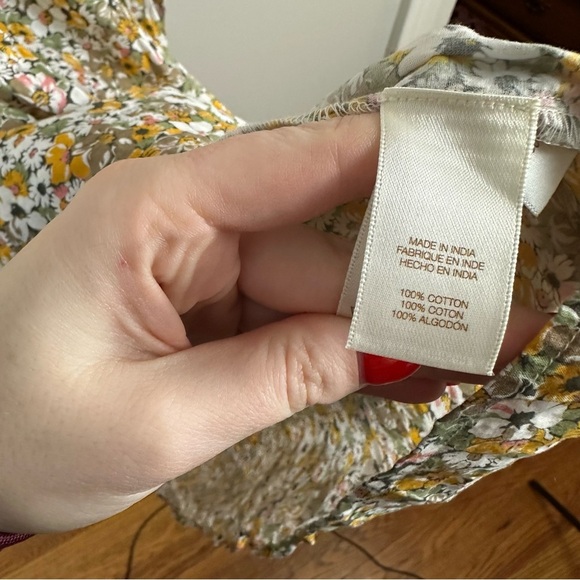 MADE IN INDIA
FABRIQUE EN INDE
HECHO EN INDIA
100% COTTON
100% COTON
100% ALGODÓN